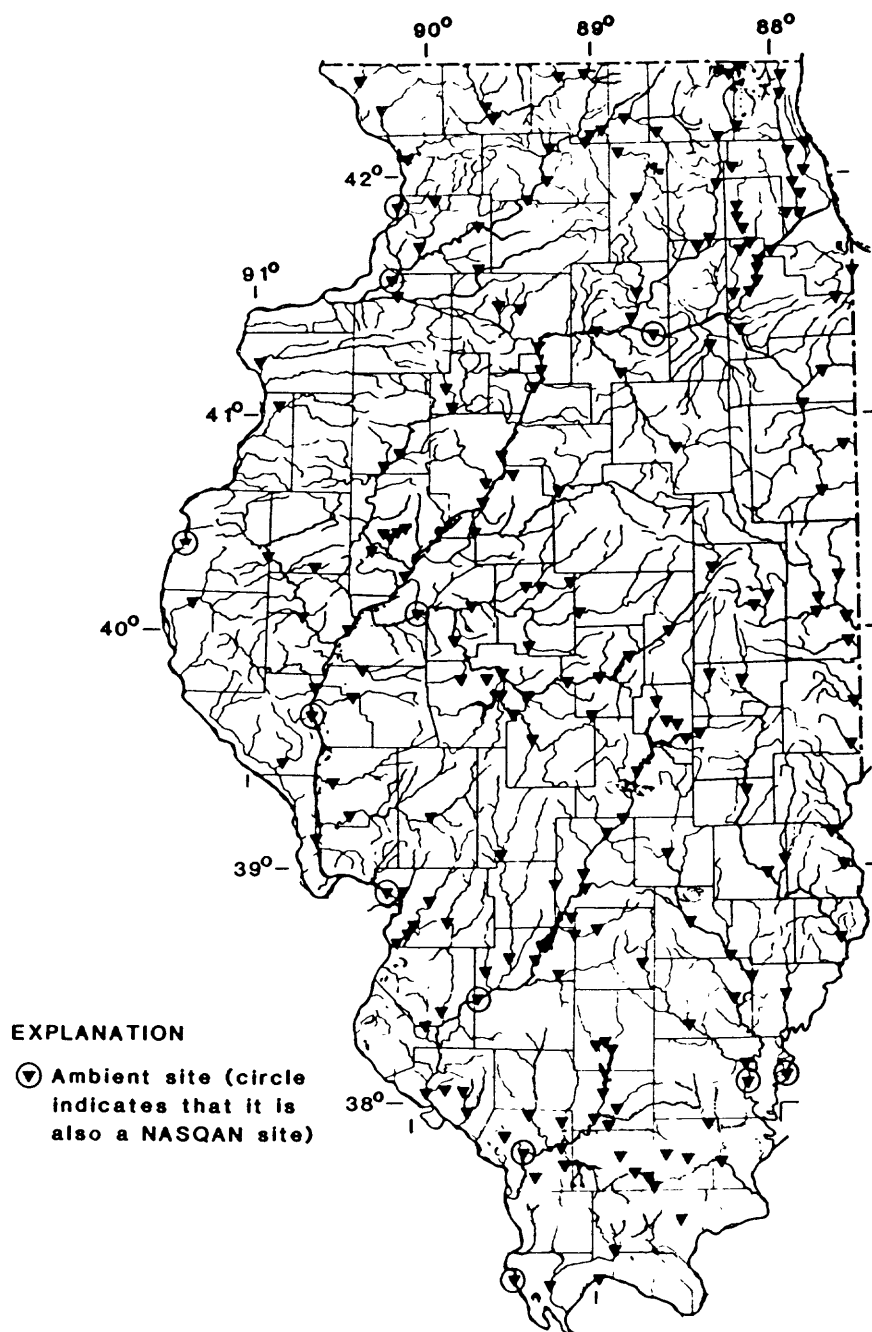 90°
89°
88°
42°
91°
41°
40°
39°
EXPLANATION
Ambient site (circle
indicates that it is
also a NASQAN site)
38°